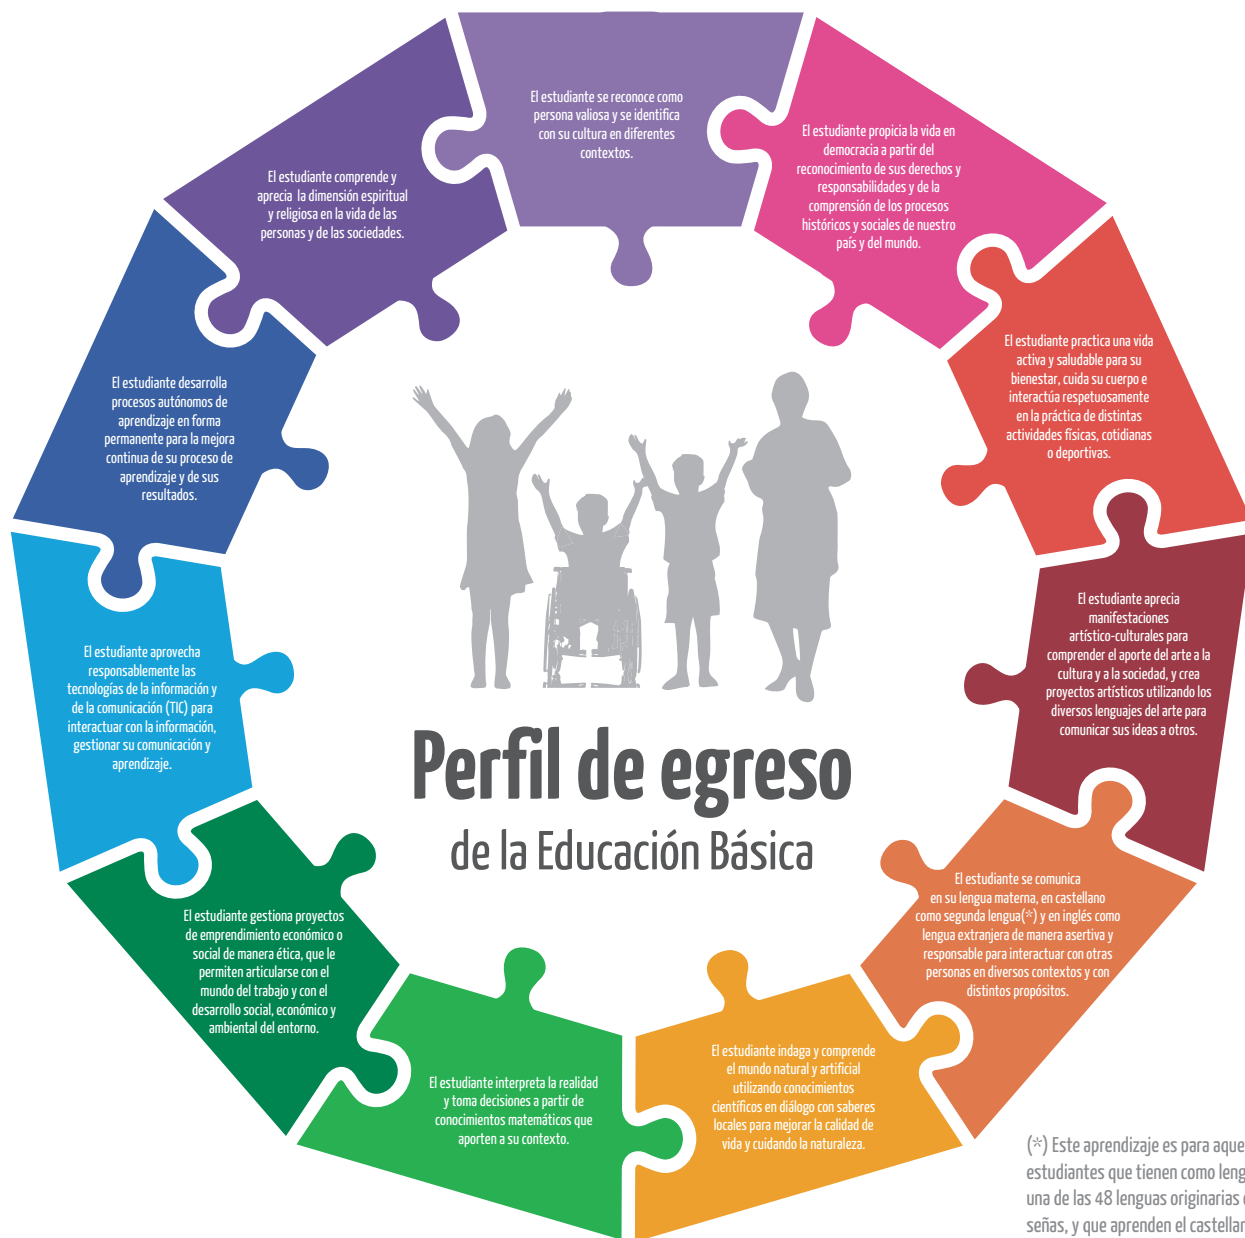 El estudiante se reconoce como
persona valiosa y se identifica
con su cultura en diferentes
contextos.
El estudiante propicia la vida en
democracia a partir del
reconocimiento de sus derechos y
responsabilidades y de la
comprensión de los procesos
históricos y sociales de nuestro
país y del mundo.
El estudiante practica una vida
activa y saludable para su
bienestar, cuida su cuerpo e
interactúa respetuosamente
en la práctica de distintas
actividades físicas, cotidianas
o deportivas.
El estudiante aprecia
manifestaciones
artístico-culturales para
comprender el aporte del arte a la
cultura y a la sociedad, y crea
proyectos artísticos utilizando los
diversos lenguajes del arte para
comunicar sus ideas a otros.
El estudiante se comunica
en su lengua materna, en castellano
como segunda lengua(*) y en inglés como
lengua extranjera de manera asertiva y
responsable para interactuar con otras
personas en diversos contextos y con
distintos propósitos.
El estudiante indaga y comprende
el mundo natural y artificial
utilizando conocimientos
científicos en diálogo con saberes
locales para mejorar la calidad de
vida y cuidando la naturaleza.
El estudiante interpreta la realidad
y toma decisiones a partir de
conocimientos matemáticos que
aporten a su contexto.
El estudiante gestiona proyectos
de emprendimiento económico o
social de manera ética, que le
permiten articularse con el
mundo del trabajo y con el
desarrollo social, económico y
ambiental del entorno.
El estudiante aprovecha
responsablemente las
tecnologías de la información y
de la comunicación (TIC) para
interactuar con la información,
gestionar su comunicación y
aprendizaje.
El estudiante desarrolla
procesos autónomos de
aprendizaje en forma
permanente para la mejora
continua de su proceso de
aprendizaje y de sus
resultados.
El estudiante comprende y
aprecia la dimensión espiritual
y religiosa en la vida de las
personas y de las sociedades.
Perfil de egreso
de la Educación Básica
(*) Este aprendizaje es para aque
estudiantes que tienen como leng
una de las 48 lenguas originarias
señas, y que aprenden el castellan